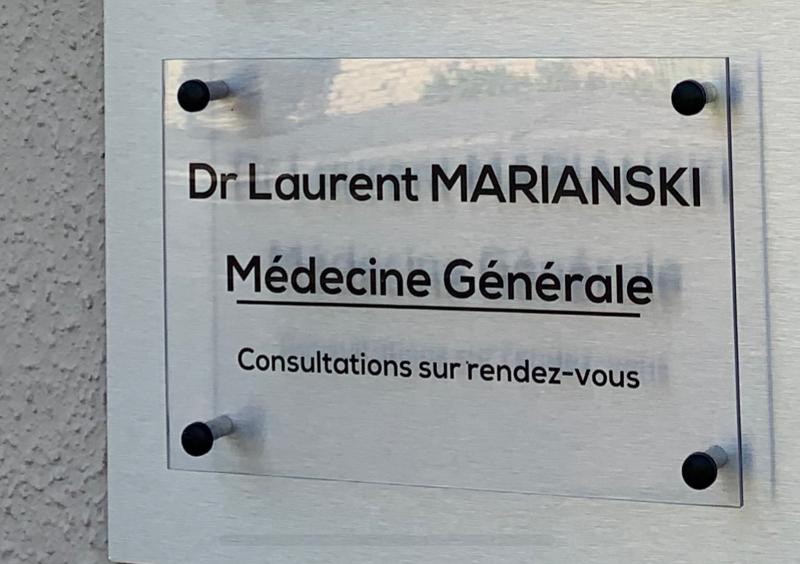 Dr Laurent MARIANSKI
Médecine Générale
Consultations sur rendez-vous